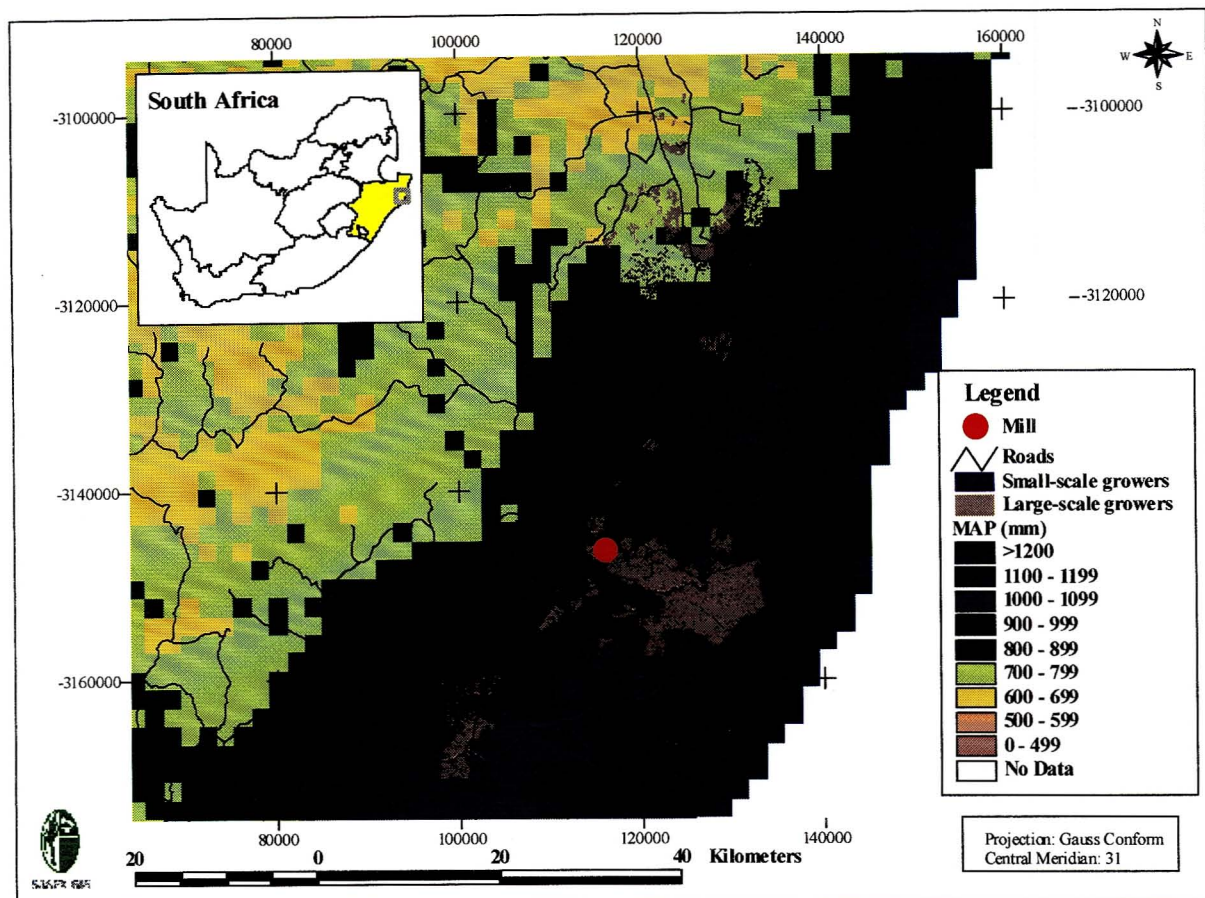 80000 100000 120000 140000 160000
N
W E
S
South Africa
-3100000 -3100000
-3120000 -3120000
-3140000
-3160000
Legend
Mill
Roads
Small-scale growers
Large-scale growers
MAP (mm)
>1200
1100 - 1199
1000 - 1099
900 - 999
800 - 899
700 - 799
600 - 699
500 - 599
0 - 499
No Data
80000 100000 120000 140000
20 0 20 40 Kilometers
Projection: Gauss Conform
Central Meridian: 31